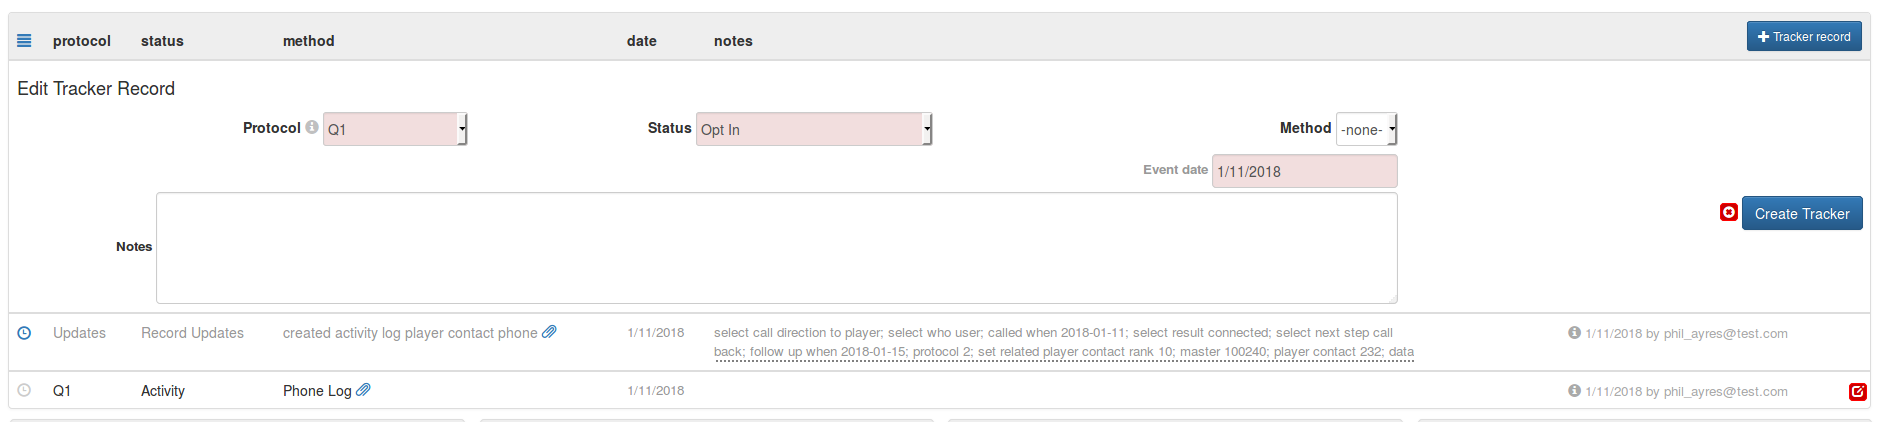 protocol status method date notes Tracker record
Edit Tracker Record
Protocol Q1 Status Opt In Method -none-
Event date 1/11/2018
Notes
Create Tracker
Updates Record Updates created activity log player contact phone 1/11/2018 select call direction to player; select who user; called when 2018-01-11; select result connected; select next step call 1/11/2018 by phil_ayres@test.com
back; follow up when 2018-01-15; protocol 2; set related player contact rank 10; master 100240; player contact 232; data
Q1 Activity Phone Log 1/11/2018 1/11/2018 by phil_ayres@test.com